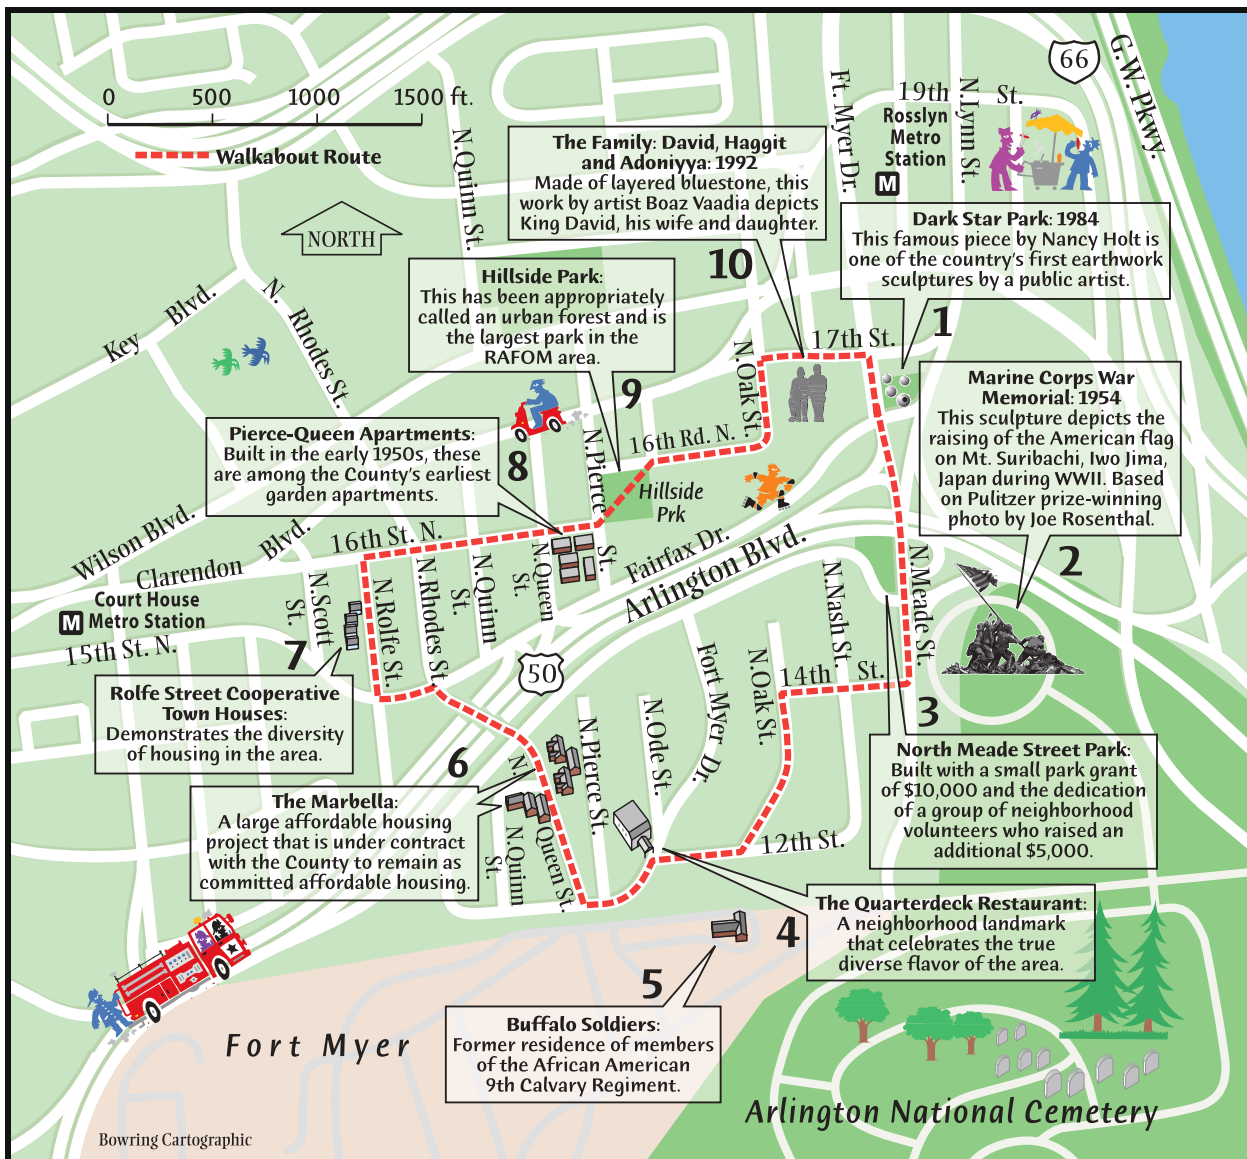 0 500 1000 1500 ft.
Walkabout Route
NORTH
66
G.W. Pkwy.
19th St.
N.Lynn St.
Ft. Myer Dr.
Rosslyn
Metro
Station
M
N.Quinn St.
The Family: David, Haggit
and Adoniyya: 1992
Made of layered bluestone, this
work by artist Boaz Vaadia depicts
King David, his wife and daughter.
10
Dark Star Park: 1984
This famous piece by Nancy Holt is
one of the country's first earthwork
sculptures by a public artist.
1
Hillside Park:
This has been appropriately
called an urban forest and is
the largest park in the
RAFOM area.
9
Key Blvd.
N. Rhodes St.
17th St.
N.Oak St.
16th Rd. N.
Marine Corps War
Memorial: 1954
This sculpture depicts the
raising of the American flag
on Mt. Suribachi, Iwo Jima,
Japan during WWII. Based
on Pulitzer prize-winning
photo by Joe Rosenthal.
2
Pierce-Queen Apartments:
Built in the early 1950s, these
are among the County's earliest
garden apartments.
8
N.Pierce St.
Hillside
Prk
Wilson Blvd.
Clarendon Blvd.
16th St. N.
Fairfax Dr.
Arlington Blvd.
Court House
M Metro Station
15th St. N.
N.Scott St.
N.Rolfe St.
N.Rhodes St.
N.Quinn St.
N.Queen St.
50
N.Nash St.
N.Meade St.
7
Rolfe Street Cooperative
Town Houses:
Demonstrates the diversity
of housing in the area.
N.Pierce St.
N.Ode St.
Fort Myer Dr.
N.Oak St.
14th St.
3
North Meade Street Park:
Built with a small park grant
of $10,000 and the dedication
of a group of neighborhood
volunteers who raised an
additional $5,000.
6
The Marbella:
A large affordable housing
project that is under contract
with the County to remain as
committed affordable housing.
N. Queen St.
N.Quinn St.
12th St.
4
The Quarterdeck Restaurant:
A neighborhood landmark
that celebrates the true
diverse flavor of the area.
5
Buffalo Soldiers:
Former residence of members
of the African American
9th Calvary Regiment.
Fort Myer
Arlington National Cemetery
Bowring Cartographic